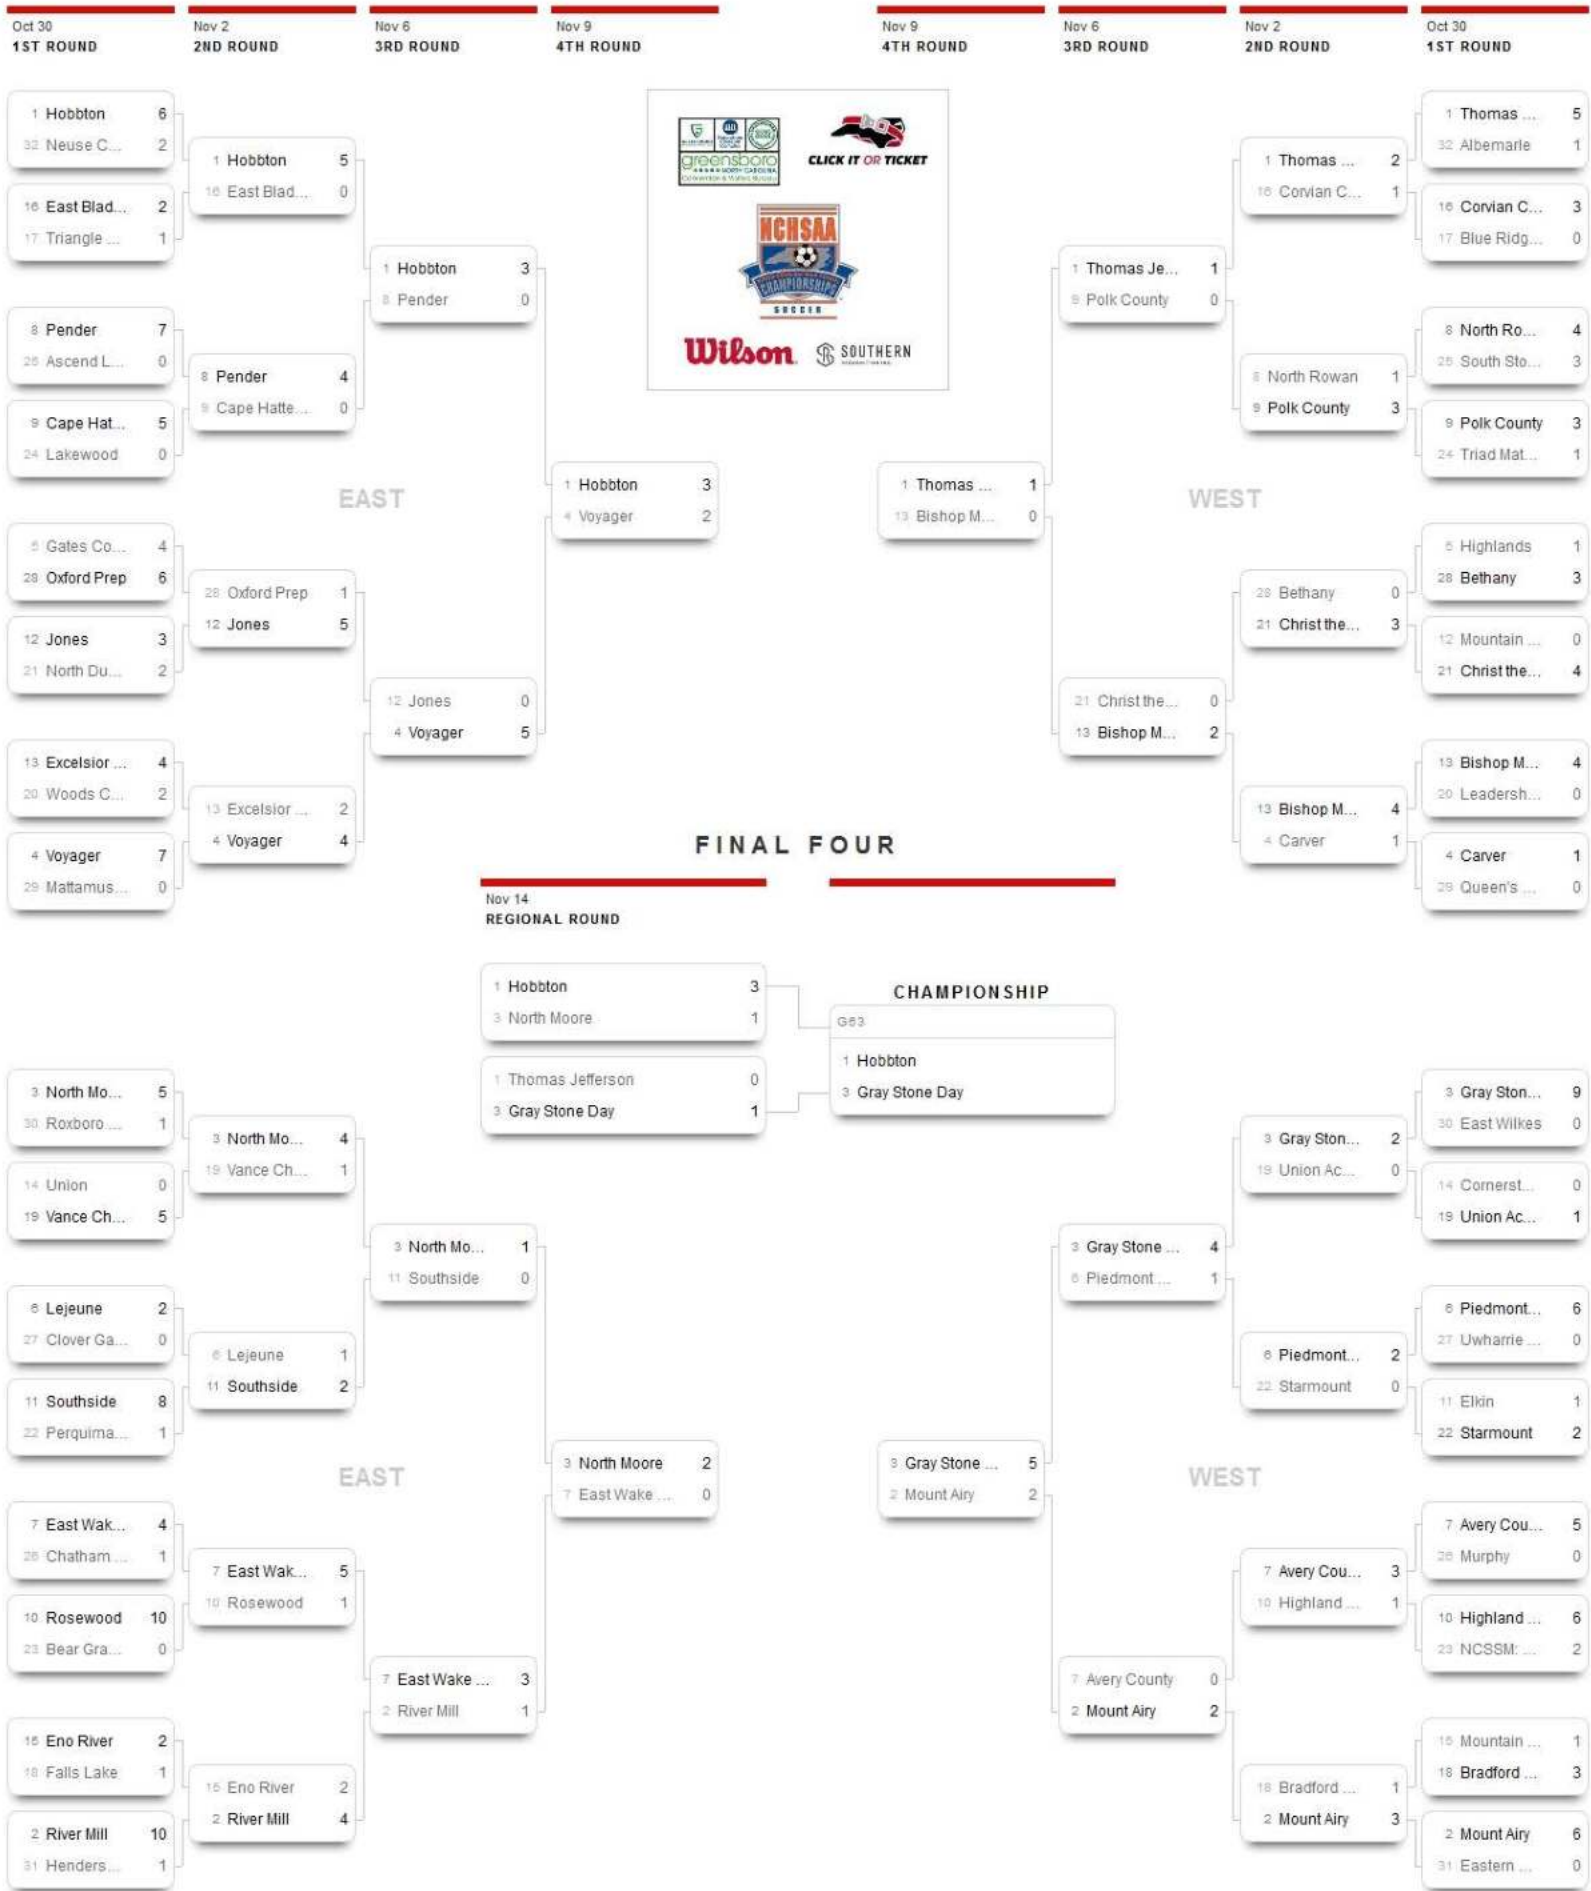 Oct 30
1ST ROUND
Nov 2
2ND ROUND
Nov 6
3RD ROUND
Nov 9
4TH ROUND
Nov 9
4TH ROUND
Nov 6
3RD ROUND
Nov 2
2ND ROUND
Oct 30
1ST ROUND
1 Hobbton 6
32 Neuse C... 2
16 East Blad... 2
17 Triangle ... 1
8 Pender 7
25 Ascend L... 0
9 Cape Hat... 5
24 Lakewood 0
5 Gates Co... 4
28 Oxford Prep 6
12 Jones 3
21 North Du... 2
13 Excelsior ... 4
20 Woods C... 2
4 Voyager 7
29 Mattamus... 0
1 Hobbton 5
16 East Blad... 0
8 Pender 4
9 Cape Hatte... 0
28 Oxford Prep 1
12 Jones 5
13 Excelsior ... 2
4 Voyager 4
1 Hobbton 3
8 Pender 0
12 Jones 0
4 Voyager 5
1 Hobbton 3
4 Voyager 2
EAST
greensboro
NORTH CAROLINA
CLICK IT OR TICKET
NCHSAA
CHAMPIONSHIPS
SOCCER
Wilson
SOUTHERN
1 Thomas ... 1
13 Bishop M... 0
WEST
1 Thomas Je... 1
9 Polk County 0
21 Christ the... 0
13 Bishop M... 2
1 Thomas ... 2
16 Corvian C... 1
8 North Rowan 1
9 Polk County 3
28 Bethany 0
21 Christ the... 3
13 Bishop M... 4
4 Carver 1
1 Thomas ... 5
32 Albemarle 1
16 Corvian C... 3
17 Blue Ridg... 0
8 North Ro... 4
25 South Sto... 3
9 Polk County 3
24 Triad Mat... 1
5 Highlands 1
28 Bethany 3
12 Mountain ... 0
21 Christ the... 4
13 Bishop M... 4
20 Leadersh... 0
4 Carver 1
29 Queen's ... 0
FINAL FOUR
Nov 14
REGIONAL ROUND
1 Hobbton 3
3 North Moore 1
1 Thomas Jefferson 0
3 Gray Stone Day 1
CHAMPIONSHIP
G63
1 Hobbton
3 Gray Stone Day
3 North Mo... 5
30 Roxboro ... 1
14 Union 0
19 Vance Ch... 5
6 Lejeune 2
27 Clover Ga... 0
11 Southside 8
22 Perquima... 1
7 East Wak... 4
26 Chatham ... 1
10 Rosewood 10
23 Bear Gra... 0
15 Eno River 2
18 Falls Lake 1
2 River Mill 10
31 Henders... 1
3 North Mo... 4
19 Vance Ch... 1
6 Lejeune 1
11 Southside 2
7 East Wak... 5
10 Rosewood 1
15 Eno River 2
2 River Mill 4
3 North Mo... 1
11 Southside 0
7 East Wake ... 3
2 River Mill 1
3 North Moore 2
7 East Wake ... 0
EAST
3 Gray Stone ... 5
2 Mount Airy 2
WEST
3 Gray Stone ... 4
6 Piedmont ... 1
7 Avery County 0
2 Mount Airy 2
3 Gray Ston... 2
19 Union Ac... 0
6 Piedmont... 2
22 Starmount 0
7 Avery Cou... 3
10 Highland ... 1
18 Bradford ... 1
2 Mount Airy 3
3 Gray Ston... 9
30 East Wilkes 0
14 Cornerst... 0
19 Union Ac... 1
6 Piedmont... 6
27 Uwharrie ... 0
11 Elkin 1
22 Starmount 2
7 Avery Cou... 5
26 Murphy 0
10 Highland ... 6
23 NCSSM: ... 2
15 Mountain ... 1
18 Bradford ... 3
2 Mount Airy 6
31 Eastern ... 0